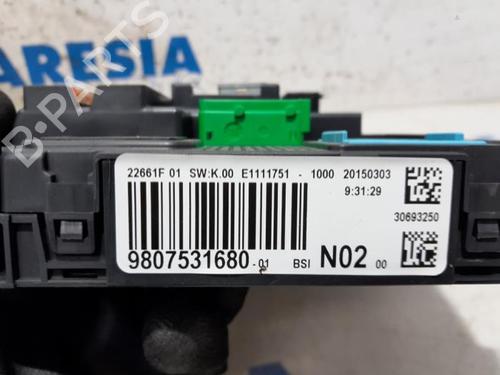 ARESIA
B-PARTS
22661F 01 SW:K.00 E1111751 - 1000 20150303
9:31:29
30693250
9807531680-01 BSI N02 00